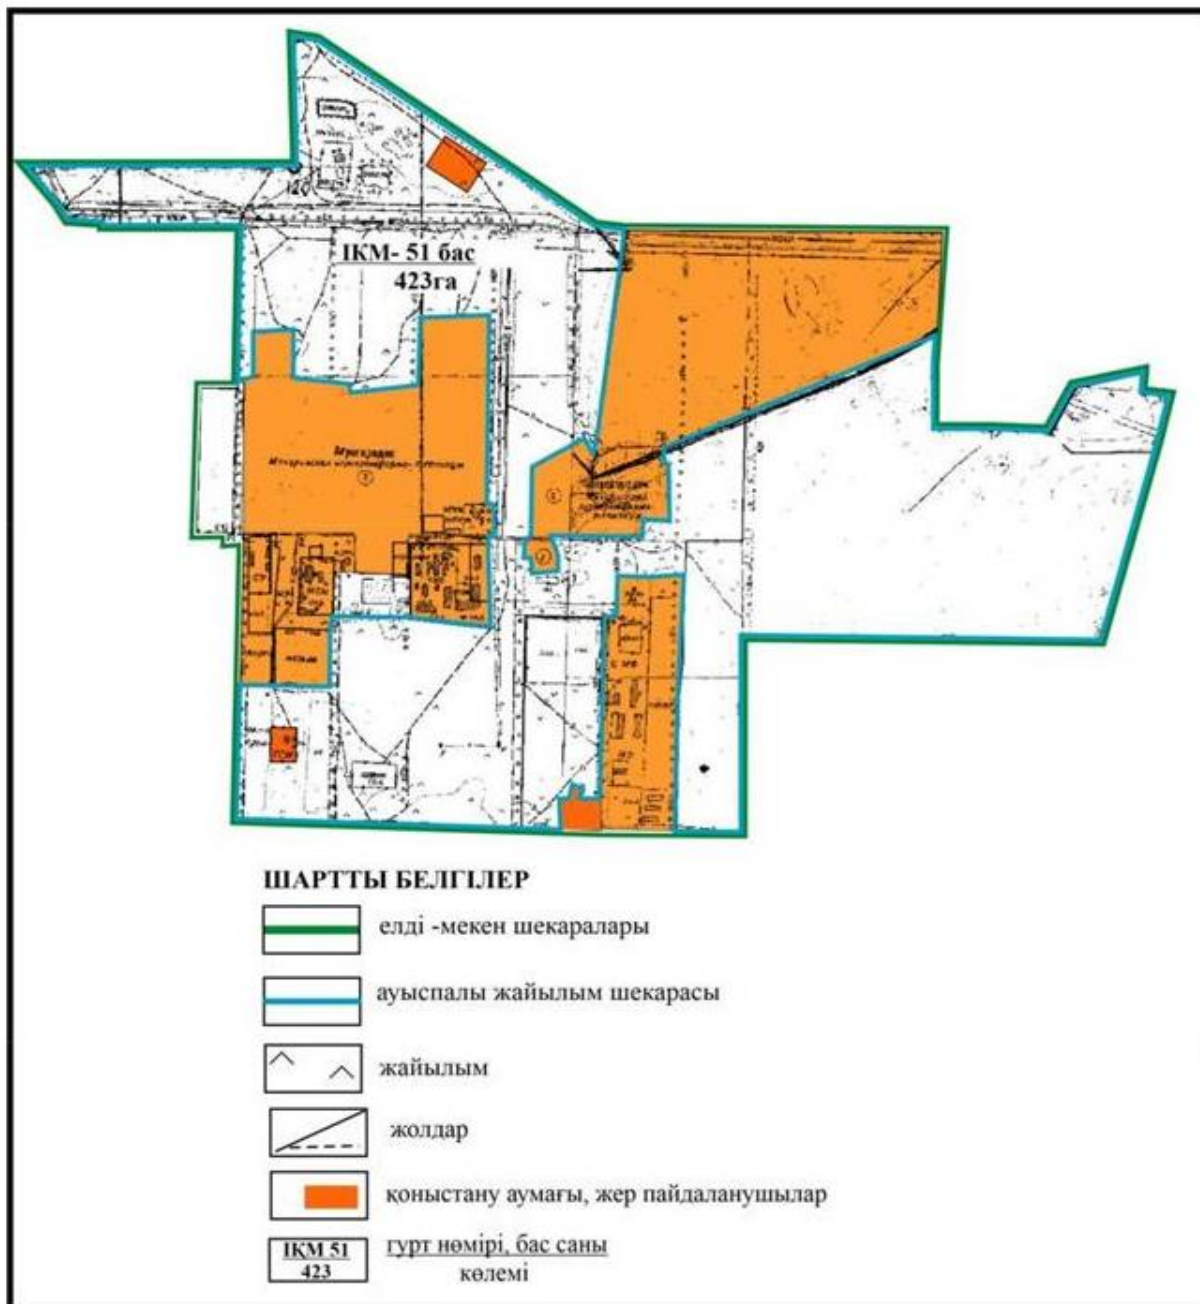 ІКМ- 51 бас
423га
ШАРТТЫ БЕЛГІЛЕР
елді -мекен шекаралары
ауыспалы жайылым шекарасы
жайылым
жолдар
қоныстану аумағы, жер пайдаланушылар
ІҚМ 51
423
гурт нөмірі, бас саны
көлемі